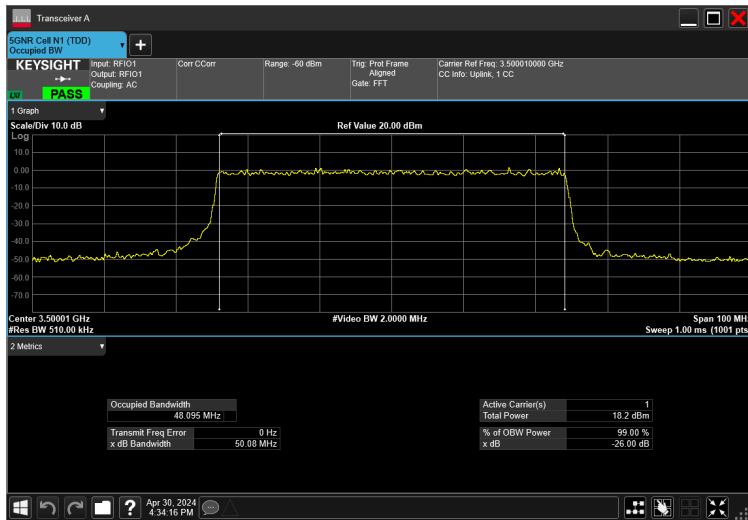 Transceiver A
5GNR Cell N1 (TDD)
Occupied BW
KEYSIGHT
LXI PASS
Input: RFIO1
Output: RFIO1
Coupling: AC
Corr CCorr
Range: -60 dBm
Trig: Prot Frame
Aligned
Gate: FFT
Carrier Ref Freq: 3.500010000 GHz
CC Info: Uplink, 1 CC
1 Graph
Scale/Div 10.0 dB
Ref Value 20.00 dBm
Log
10.0
0.00
-10.0
-20.0
-30.0
-40.0
-50.0
-60.0
-70.0
Center 3.50001 GHz
#Video BW 2.0000 MHz
Span 100 MH
#Res BW 510.00 kHz
Sweep 1.00 ms (1001 pts
2 Metrics
Occupied Bandwidth
48.095 MHz
Transmit Freq Error 0 Hz
x dB Bandwidth 50.08 MHz
Active Carrier(s) 1
Total Power 18.2 dBm
% of OBW Power 99.00 %
x dB -26.00 dB
?
Apr 30, 2024
4:34:16 PM